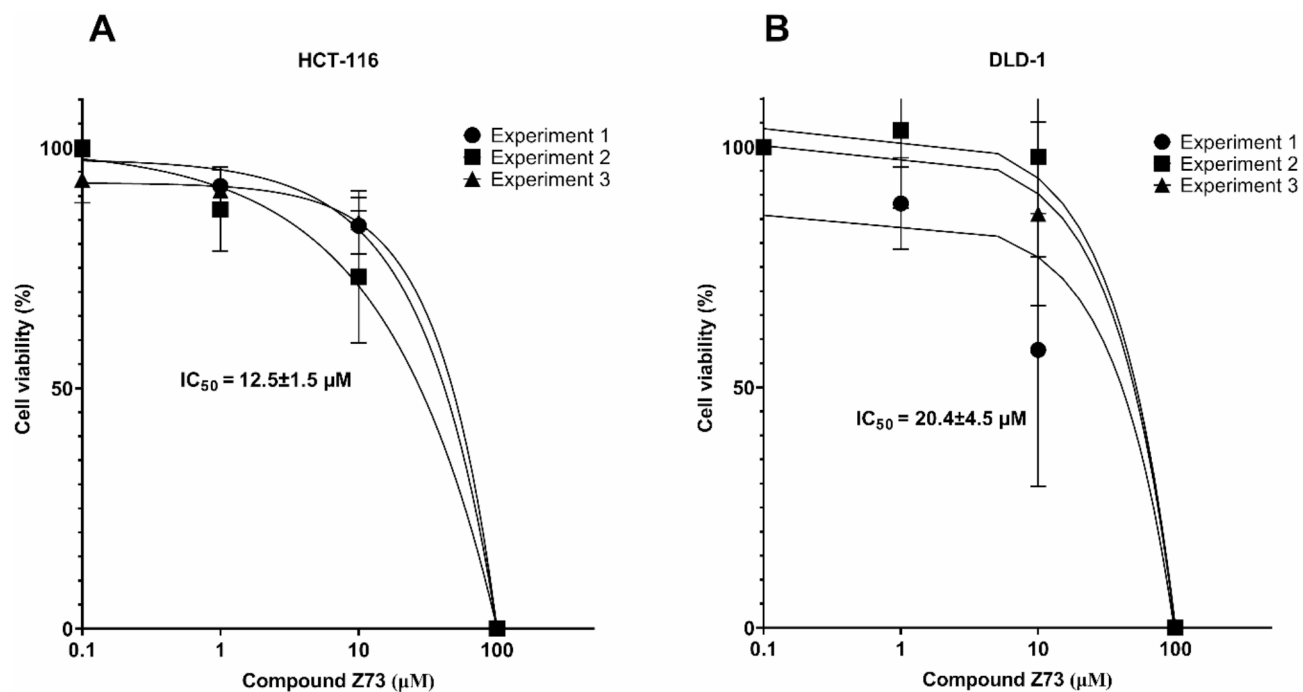 A
HCT-116
Experiment 1
Experiment 2
Experiment 3
100
50
0
Cell viability (%)
IC50 = 12.5±1.5 µM
0.1 1 10 100
Compound Z73 (µM)
B
DLD-1
Experiment 1
Experiment 2
Experiment 3
100
50
0
Cell viability (%)
IC50 = 20.4±4.5 µM
0.1 1 10 100
Compound Z73 (µM)